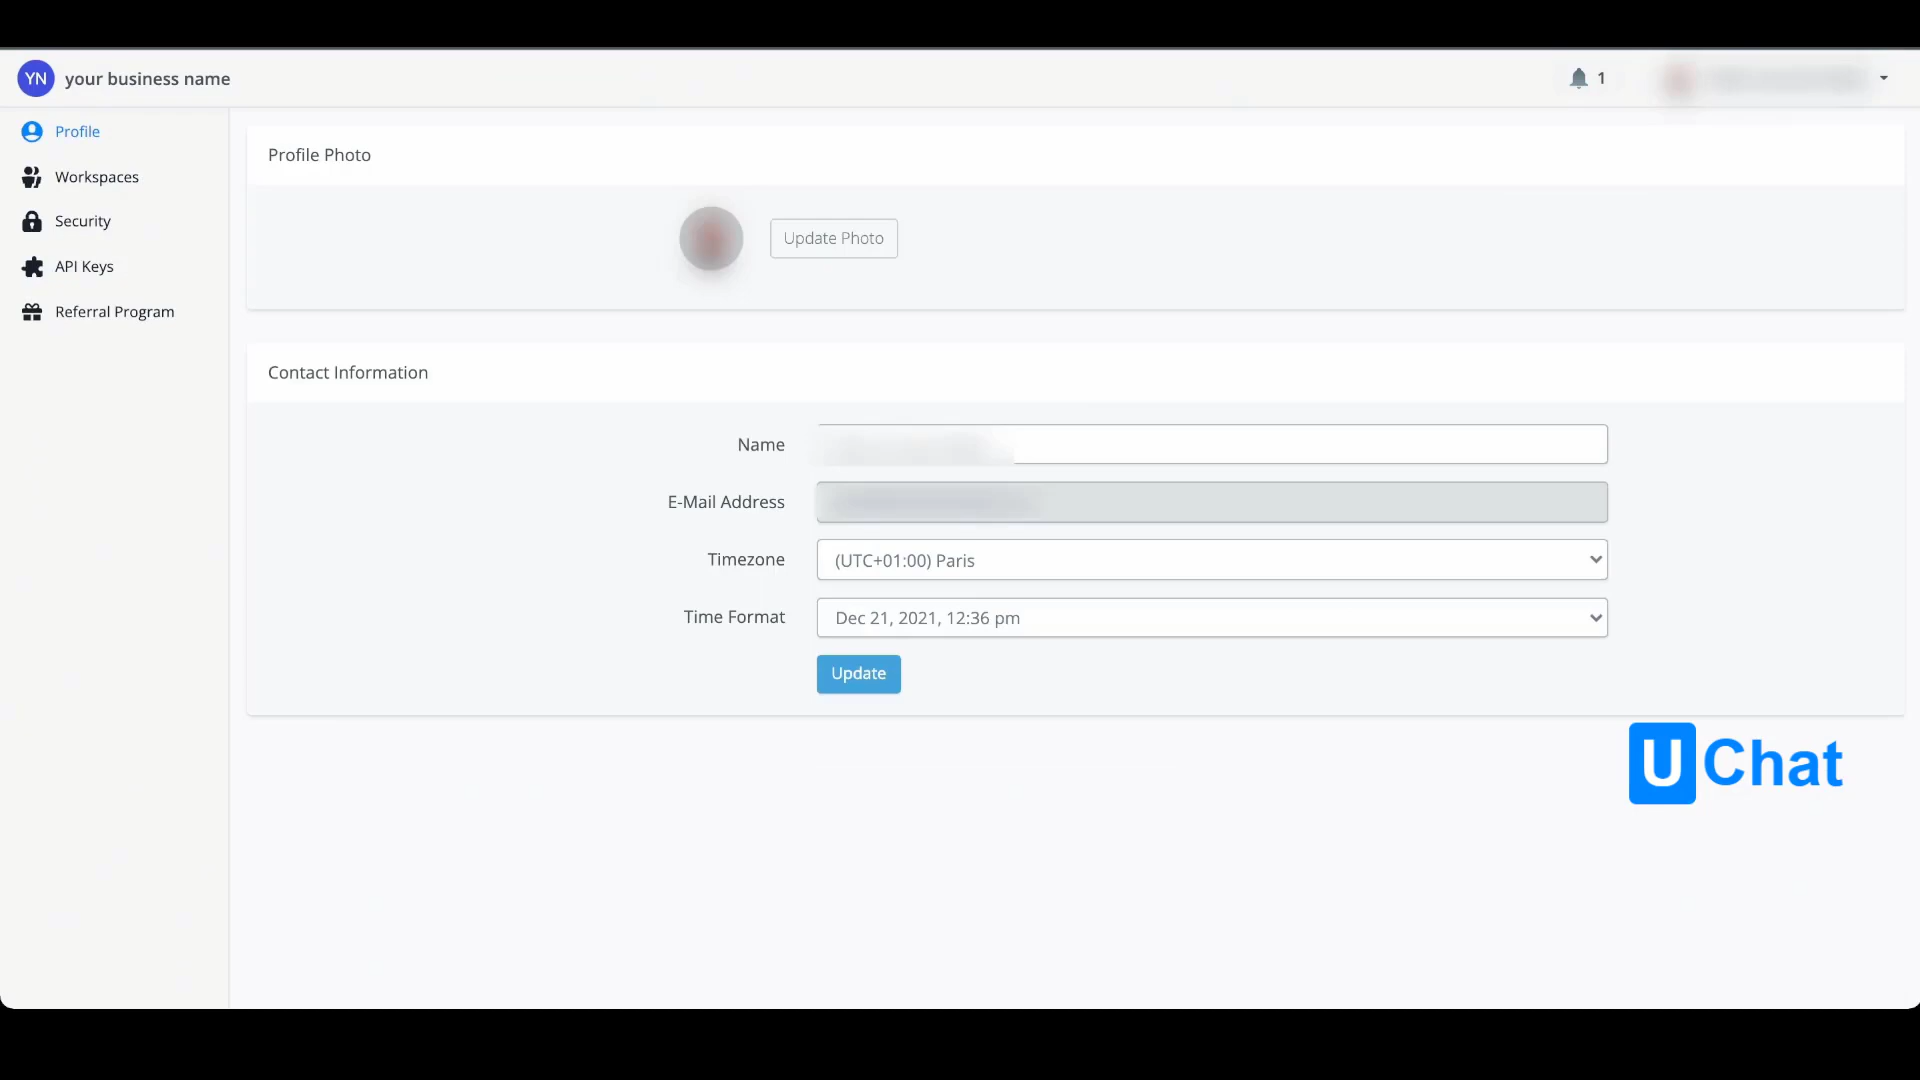 YN your business name
1
Profile
Workspaces
Security
API Keys
Referral Program
Profile Photo
Update Photo
Contact Information
Name
E-Mail Address
Timezone
(UTC+01:00) Paris
Time Format
Dec 21, 2021, 12:36 pm
Update
UChat